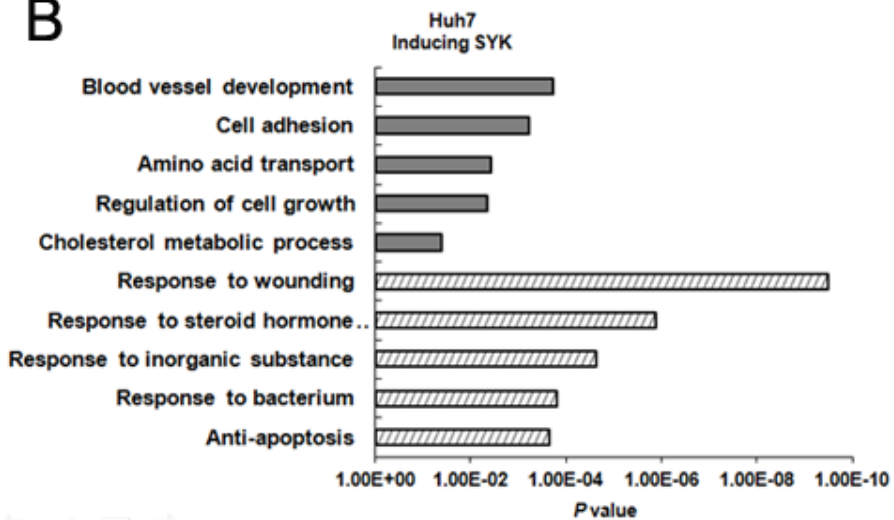 B
Huh7
Inducing SYK
Blood vessel development
Cell adhesion
Amino acid transport
Regulation of cell growth
Cholesterol metabolic process
Response to wounding
Response to steroid hormone..
Response to inorganic substance
Response to bacterium
Anti-apoptosis
1.00E+00 1.00E-02 1.00E-04 1.00E-06 1.00E-08 1.00E-10
P value